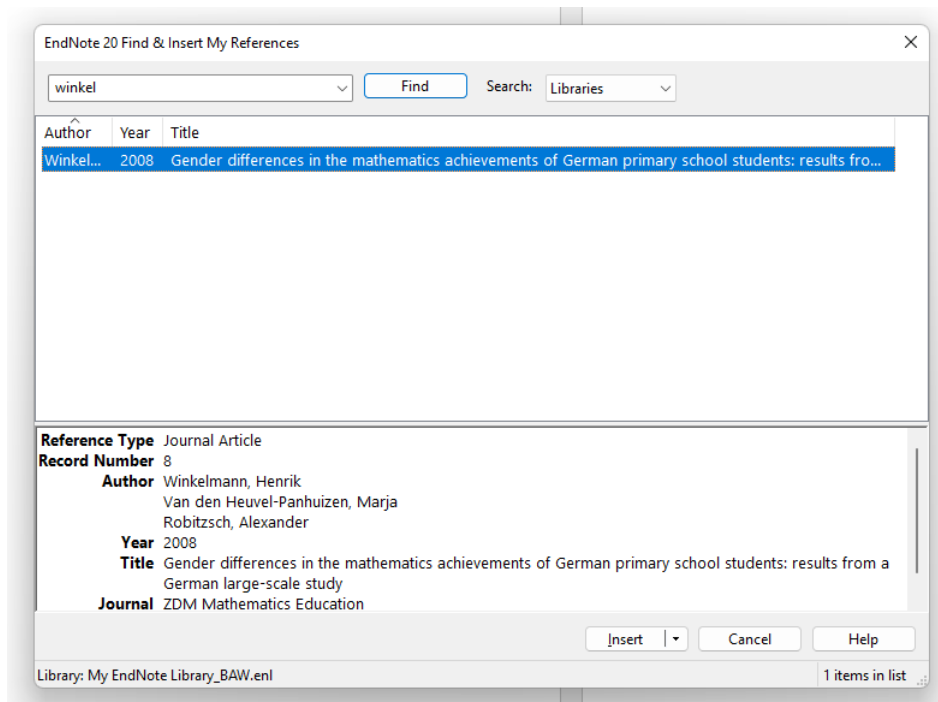 EndNote 20 Find & Insert My References
winkel Find Search: Libraries
Author Year Title
Winkel... 2008 Gender differences in the mathematics achievements of German primary school students: results fro...
Reference Type Journal Article
Record Number 8
Author Winkelmann, Henrik
Van den Heuvel-Panhuizen, Marja
Robitzsch, Alexander
Year 2008
Title Gender differences in the mathematics achievements of German primary school students: results from a
German large-scale study
Journal ZDM Mathematics Education
Insert Cancel Help
Library: My EndNote Library_BAW.enl 1 items in list